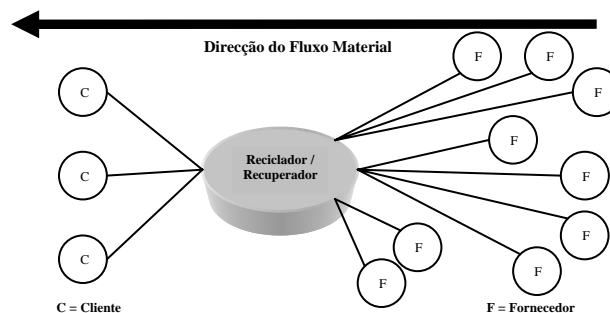 Direcção do Fluxo Material
F
F
F
C
F
Reciclador /
Recuperador
C
F
F
F
C
F
F
C = Cliente
F = Fornecedor